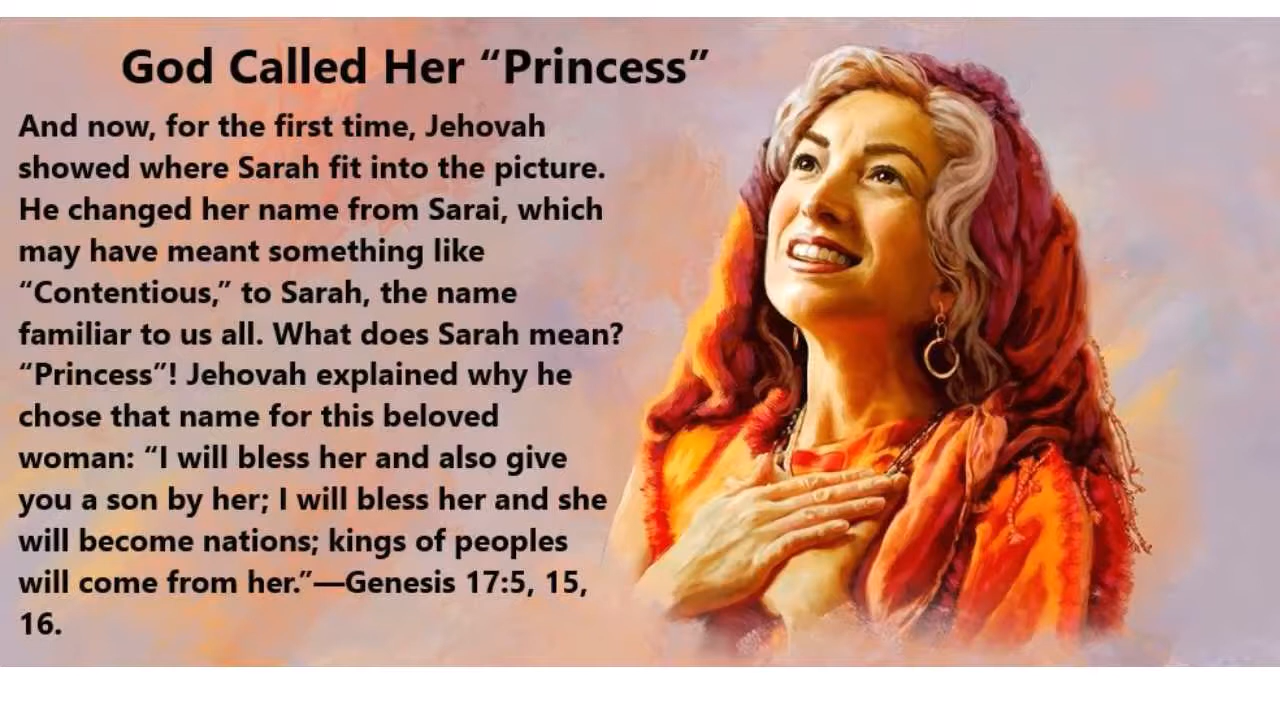 God Called Her “Princess”
And now, for the first time, Jehovah
showed where Sarah fit into the picture.
He changed her name from Sarai, which
may have meant something like
“Contentious,” to Sarah, the name
familiar to us all. What does Sarah mean?
“Princess”! Jehovah explained why he
chose that name for this beloved
woman: “I will bless her and also give
you a son by her; I will bless her and she
will become nations; kings of peoples
will come from her.”—Genesis 17:5, 15,
16.